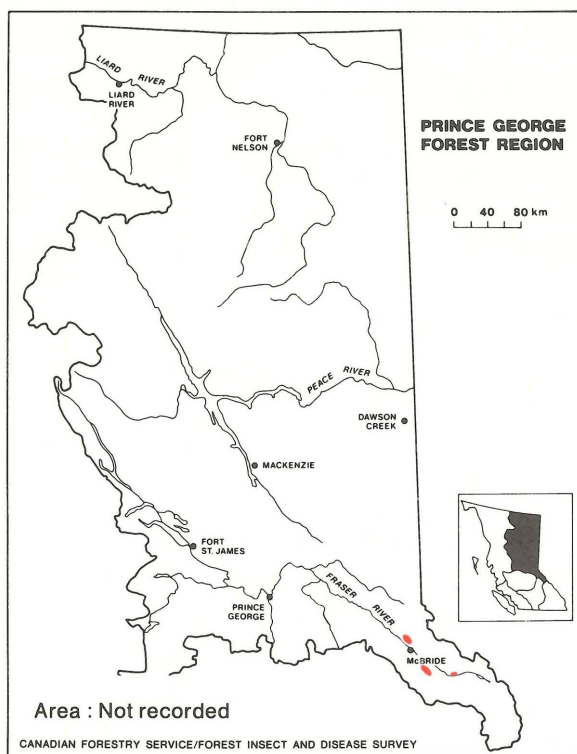 LIARD RIVER
LIARD
RIVER
FORT
NELSON
PRINCE GEORGE
FOREST REGION
0 40 80 km
PEACE RIVER
DAWSON
CREEK
MACKENZIE
FORT
ST. JAMES
FRASER RIVER
PRINCE
GEORGE
McBRIDE
Area : Not recorded
CANADIAN FORESTRY SERVICE/FOREST INSECT AND DISEASE SURVEY